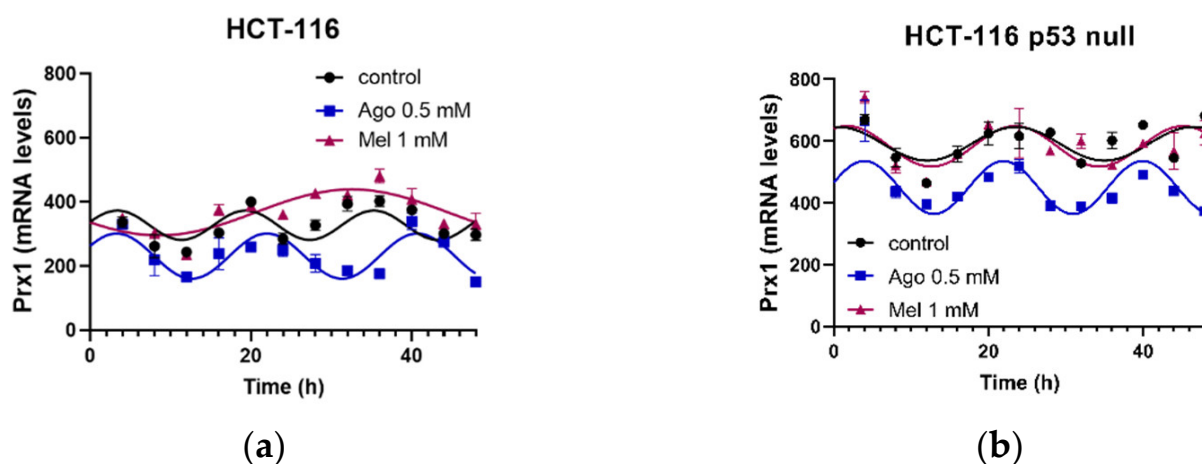 HCT-116
800
600
400
200
0
0
20
40
Prx1 (mRNA levels)
Time (h)
control
Ago 0.5 mM
Mel 1 mM
(a)
HCT-116 p53 null
800
600
400
200
0
0
20
40
Prx1 (mRNA levels)
Time (h)
control
Ago 0.5 mM
Mel 1 mM
(b)